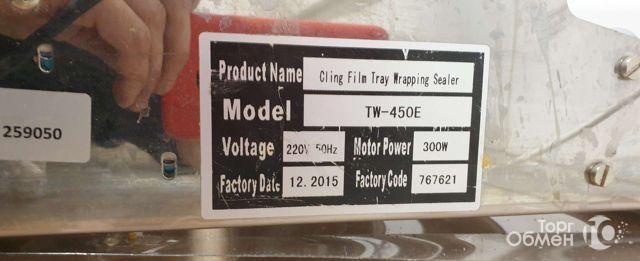 259050
Product Name Cling Film Tray Wrapping Sealer
Model TW-450E
Voltage 220V 50Hz Motor Power 300W
Factory Date 12.2015 Factory Code 767621
Торг
Обмен